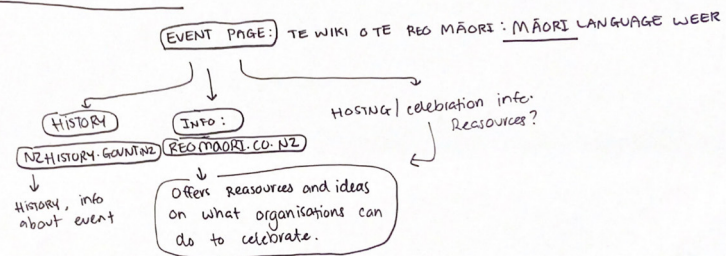 EVENT PAGE: TE WIKI O TE REO MĀORI : MĀORI LANGUAGE WEEK
HISTORY
NZHISTORY.GOVT.NZ
HISTORY, info
about event
INFO:
REOMAORI.CO.NZ
Offers Reasources and ideas
on what organisations can
do to celebrate.
HOSTNG / celebration info.
Reasources?